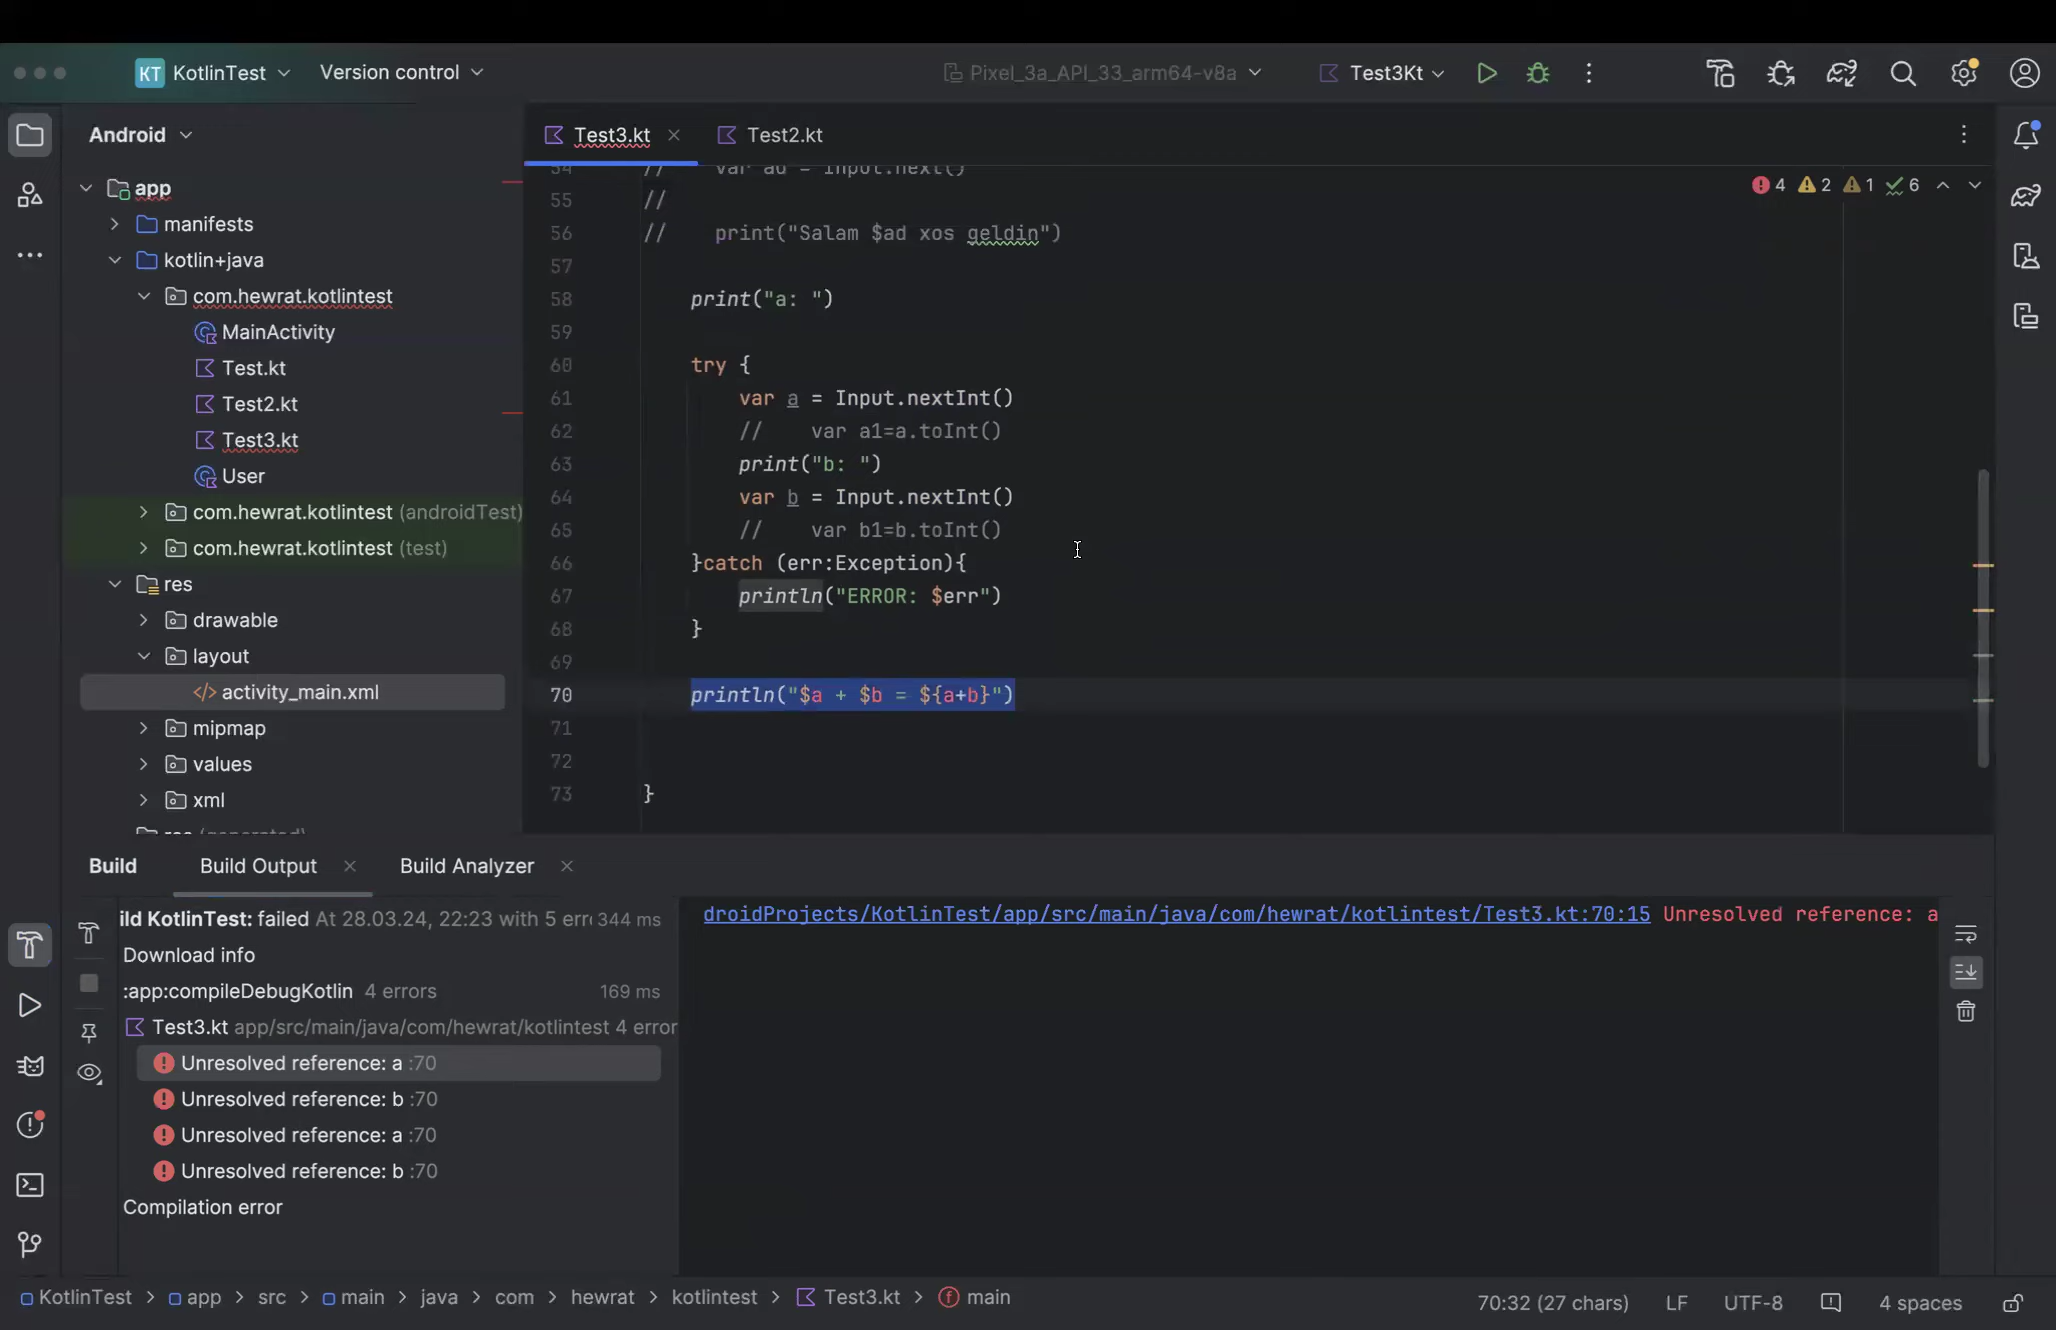 KT KotlinTest
Version control
Pixel_3a_API_33_arm64-v8a
Test3Kt
Android
app
manifests
kotlin+java
com.hewrat.kotlintest
MainActivity
Test.kt
Test2.kt
Test3.kt
User
com.hewrat.kotlintest (androidTest)
com.hewrat.kotlintest (test)
res
drawable
layout
</> activity_main.xml
mipmap
values
xml
res (generated)
Test3.kt
Test2.kt
4 2 1 6
54 // var ad = Input.next()
55 //
56 // print("Salam $ad xos geldin")
57
58 print("a: ")
59
60 try {
61 var a = Input.nextInt()
62 // var a1=a.toInt()
63 print("b: ")
64 var b = Input.nextInt()
65 // var b1=b.toInt()
66 }catch (err:Exception){
67 println("ERROR: $err")
68 }
69
70 println("$a + $b = ${a+b}")
71
72
73 }
Build
Build Output
Build Analyzer
ild KotlinTest: failed At 28.03.24, 22:23 with 5 err 344 ms
Download info
:app:compileDebugKotlin 4 errors 169 ms
Test3.kt app/src/main/java/com/hewrat/kotlintest 4 error
Unresolved reference: a :70
Unresolved reference: b :70
Unresolved reference: a :70
Unresolved reference: b :70
Compilation error
droidProjects/KotlinTest/app/src/main/java/com/hewrat/kotlintest/Test3.kt:70:15 Unresolved reference: a
KotlinTest > app > src > main > java > com > hewrat > kotlintest > Test3.kt > main
70:32 (27 chars)
LF
UTF-8
4 spaces